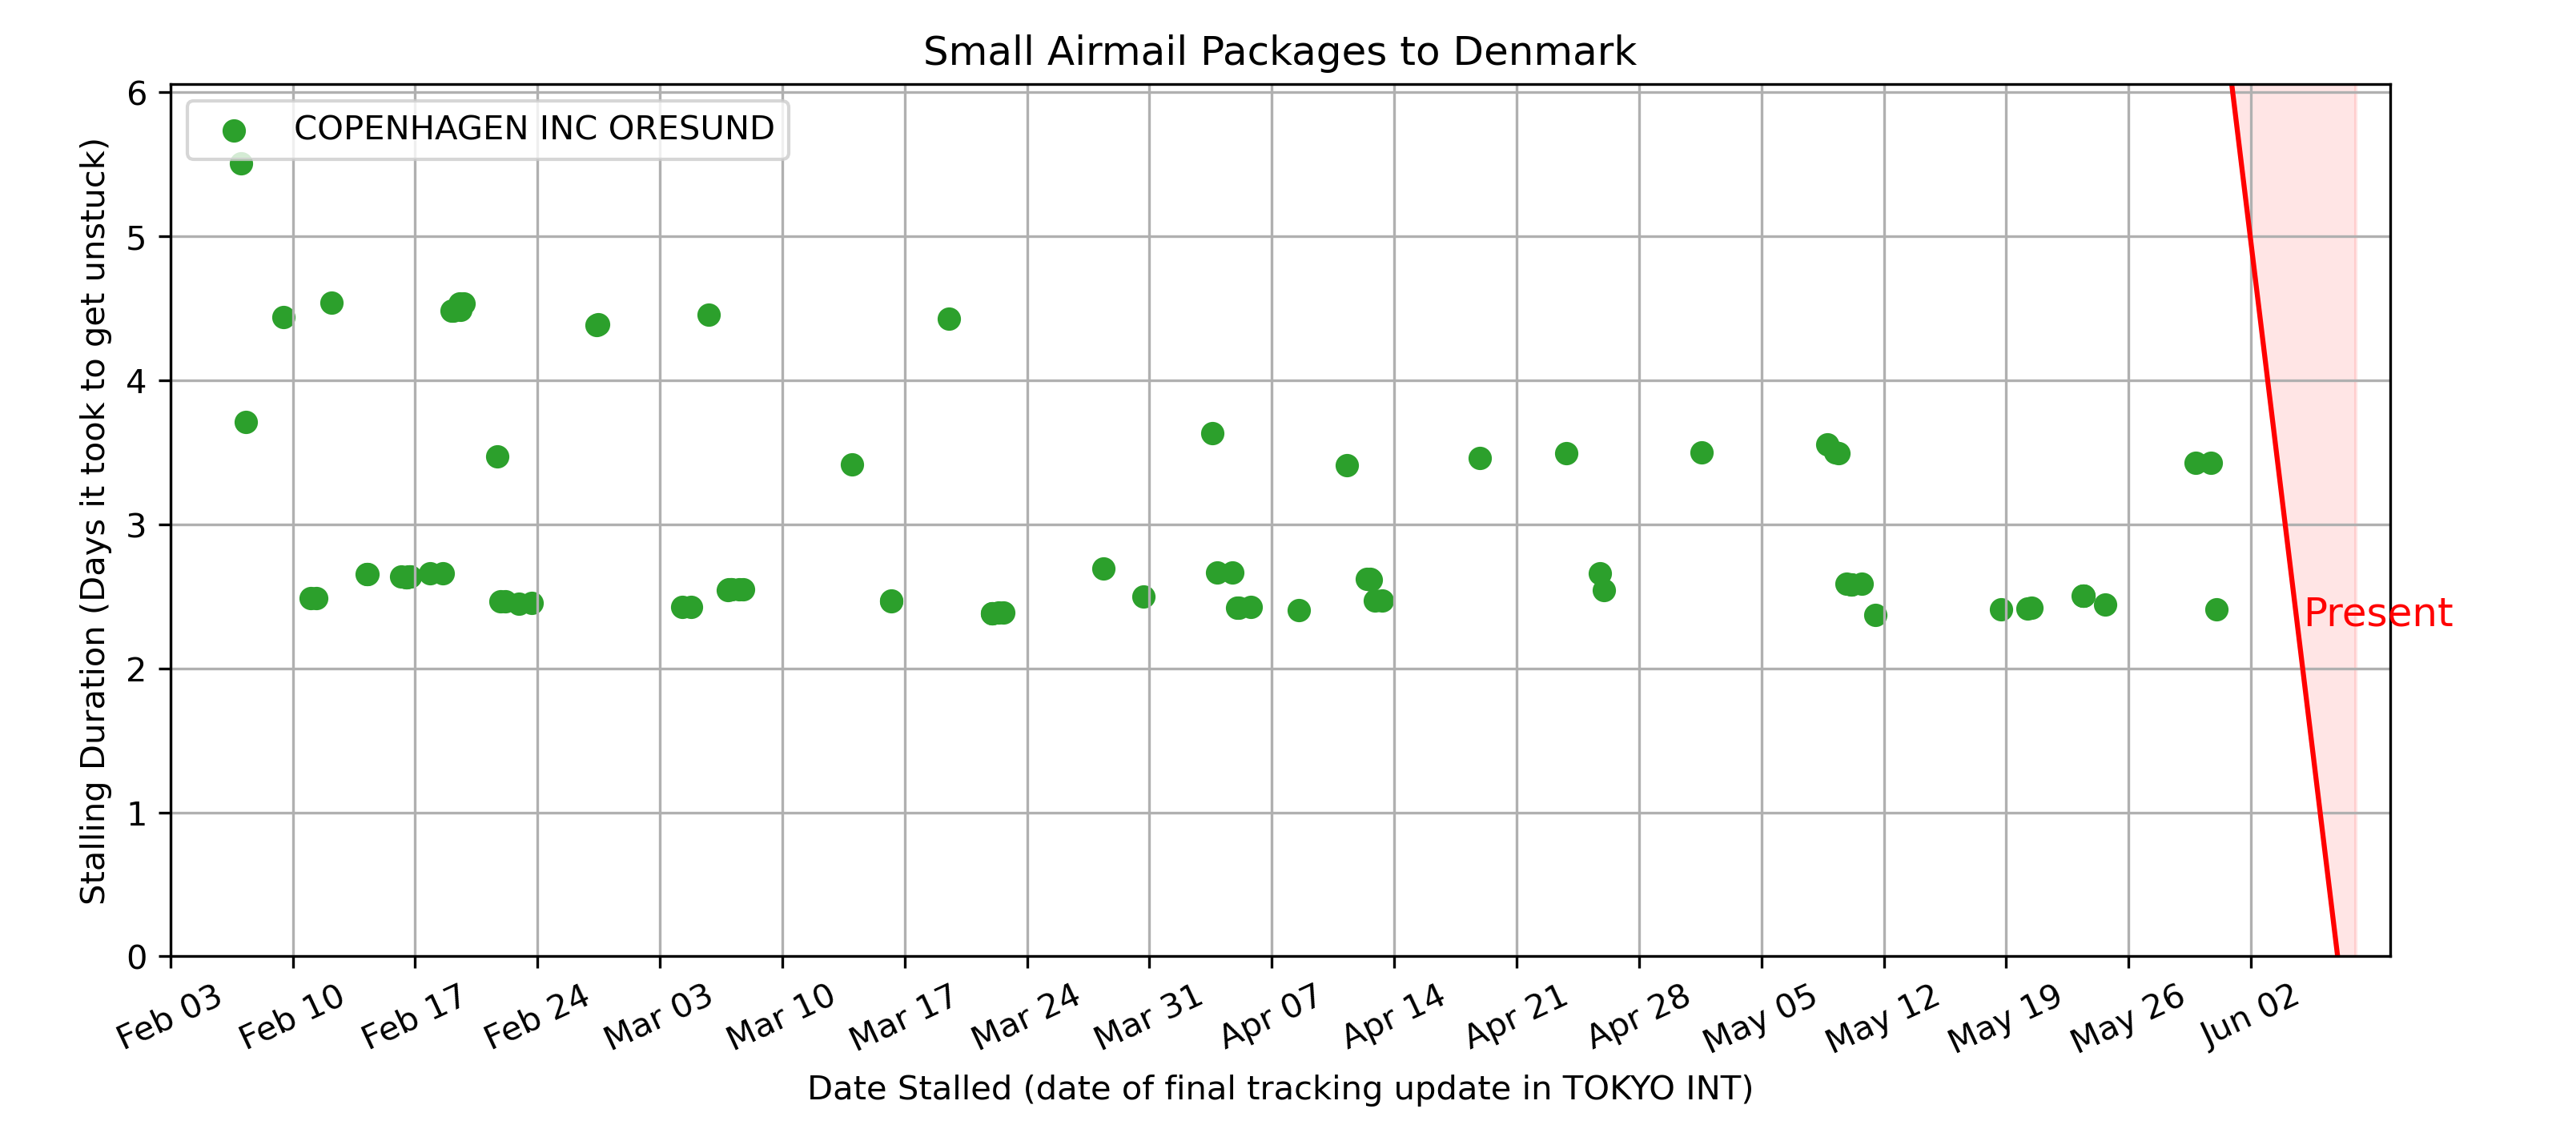 Small Airmail Packages to Denmark
COPENHAGEN INC ORESUND
Stalling Duration (Days it took to get unstuck)
6
5
4
3
2
1
0
Present
Feb 03
Feb 10
Feb 17
Feb 24
Mar 03
Mar 10
Mar 17
Mar 24
Mar 31
Apr 07
Apr 14
Apr 21
Apr 28
May 05
May 12
May 19
May 26
Jun 02
Date Stalled (date of final tracking update in TOKYO INT)